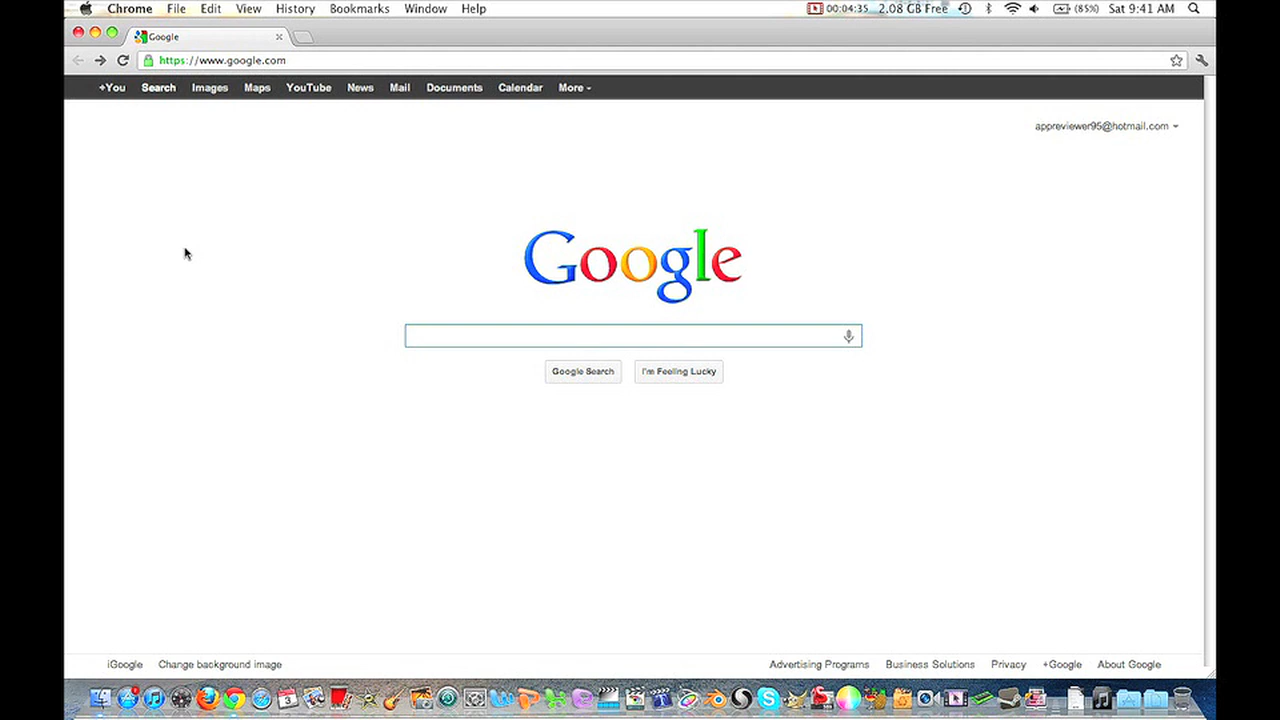 Chrome File Edit View History Bookmarks Window Help 00:04:35 2.08 GB Free (85%) Sat 9:41 AM
Google
https://www.google.com
+You Search Images Maps YouTube News Mail Documents Calendar More
appreviewer95@hotmail.com
Google
Google Search I'm Feeling Lucky
iGoogle Change background image Advertising Programs Business Solutions Privacy +Google About Google